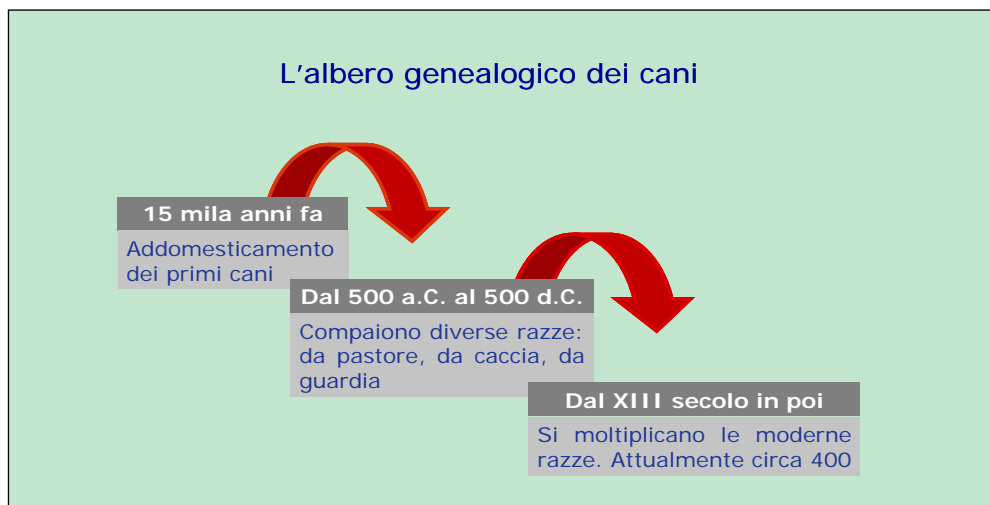 L'albero genealogico dei cani
15 mila anni fa
Addomesticamento
dei primi cani
Dal 500 a.C. al 500 d.C.
Compaiono diverse razze:
da pastore, da caccia, da
guardia
Dal XIII secolo in poi
Si moltiplicano le moderne
razze. Attualmente circa 400